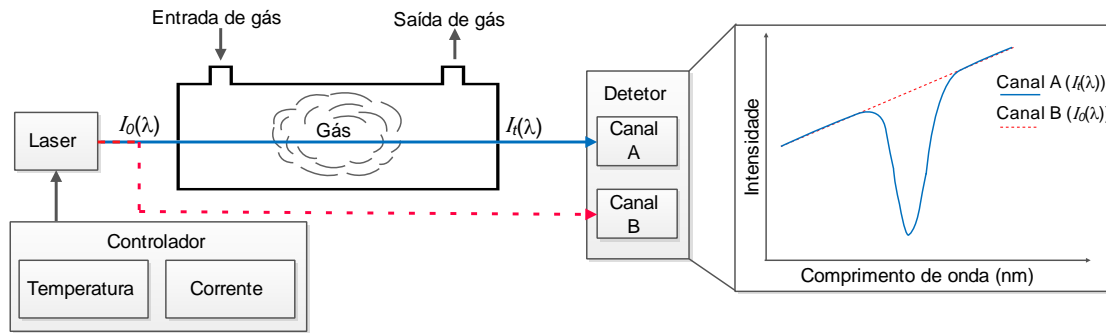 Entrada de gás
Saída de gás
Laser
I₀(λ)
Gás
Iₜ(λ)
Detetor
Canal
A
Canal
B
Controlador
Temperatura
Corrente
Intensidade
Canal A (Iₜ(λ))
Canal B (I₀(λ))
Comprimento de onda (nm)